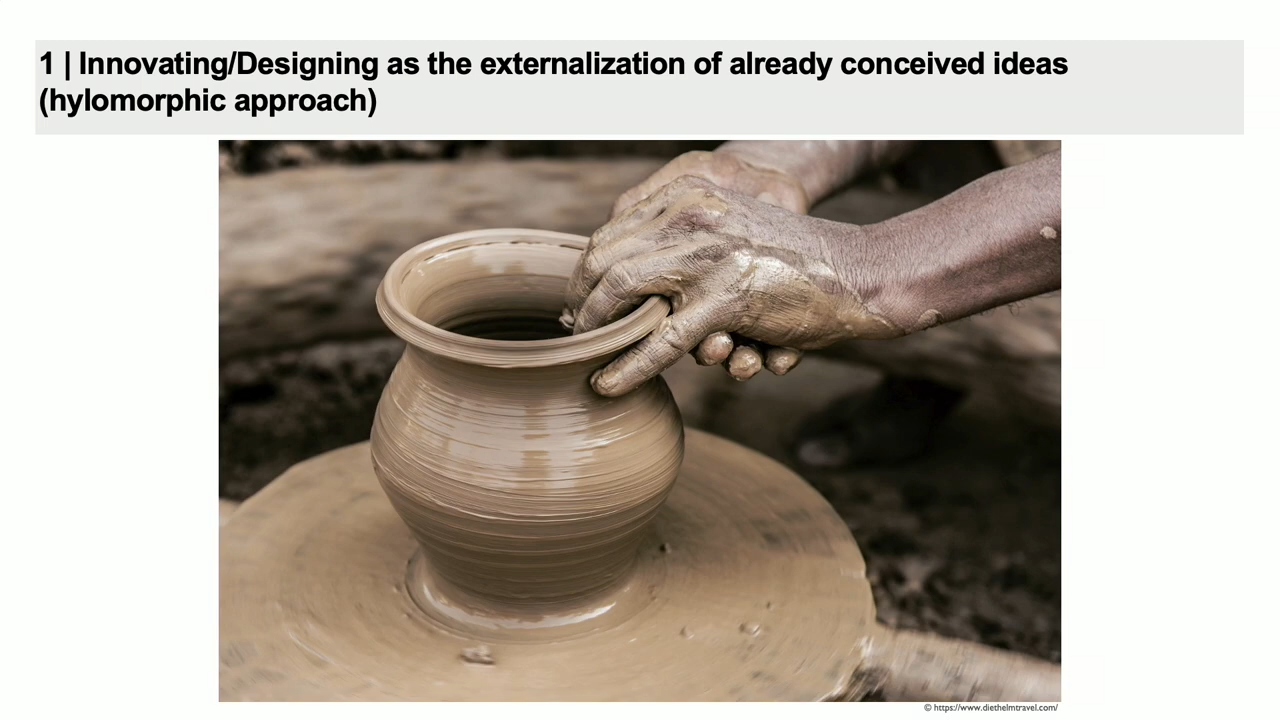 1 | Innovating/Designing as the externalization of already conceived ideas
(hylomorphic approach)
© https://www.diethelmtravel.com/